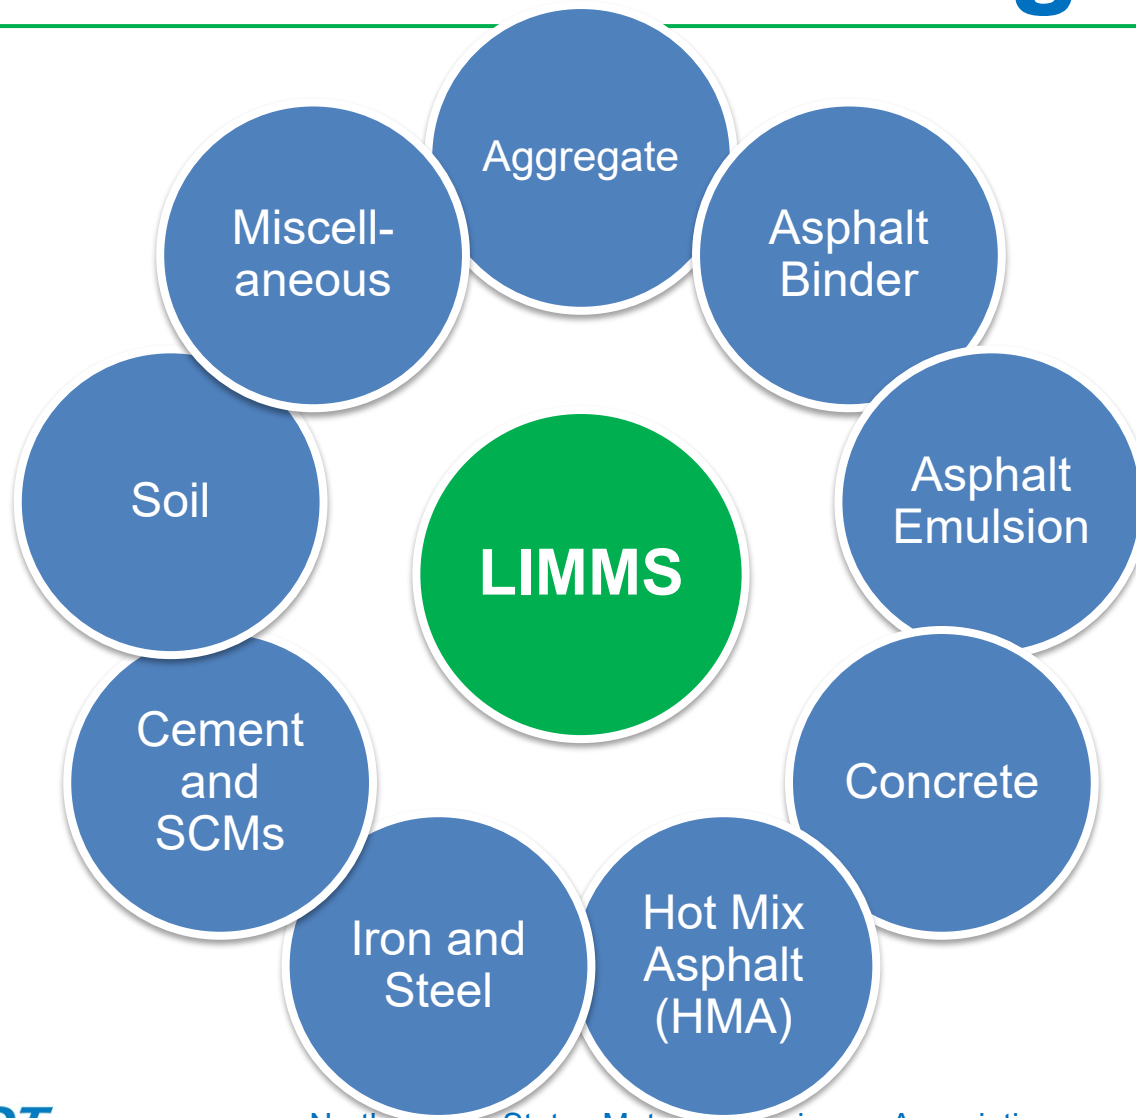 Aggregate
Asphalt
Binder
Asphalt
Emulsion
Concrete
Hot Mix
Asphalt
(HMA)
Iron and
Steel
Cement
and
SCMs
Soil
Miscell-
aneous
LIMMS